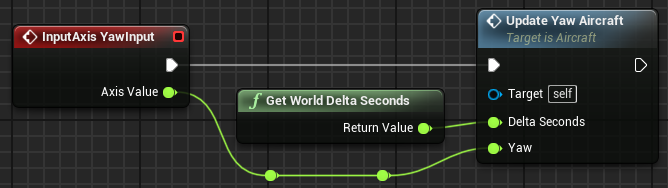 InputAxis YawInput
Axis Value
f Get World Delta Seconds
Return Value
Update Yaw Aircraft
Target is Aircraft
Target self
Delta Seconds
Yaw